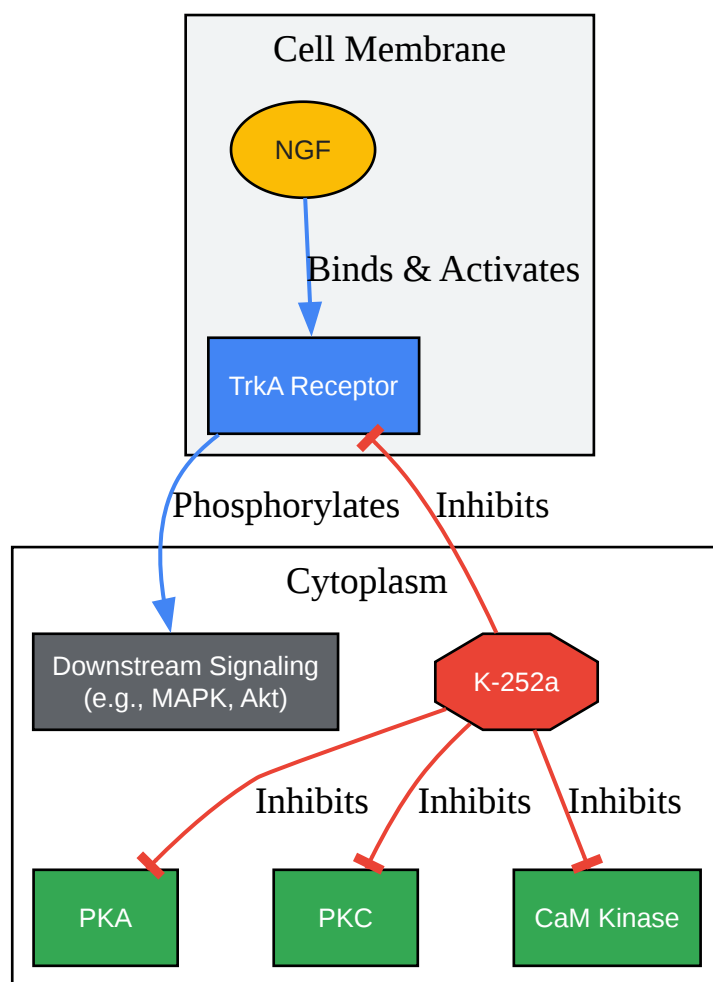 Cell Membrane
NGF
Binds & Activates
TrkA Receptor
Phosphorylates
Inhibits
Cytoplasm
Downstream Signaling
(e.g., MAPK, Akt)
K-252a
Inhibits
Inhibits
Inhibits
PKA
PKC
CaM Kinase